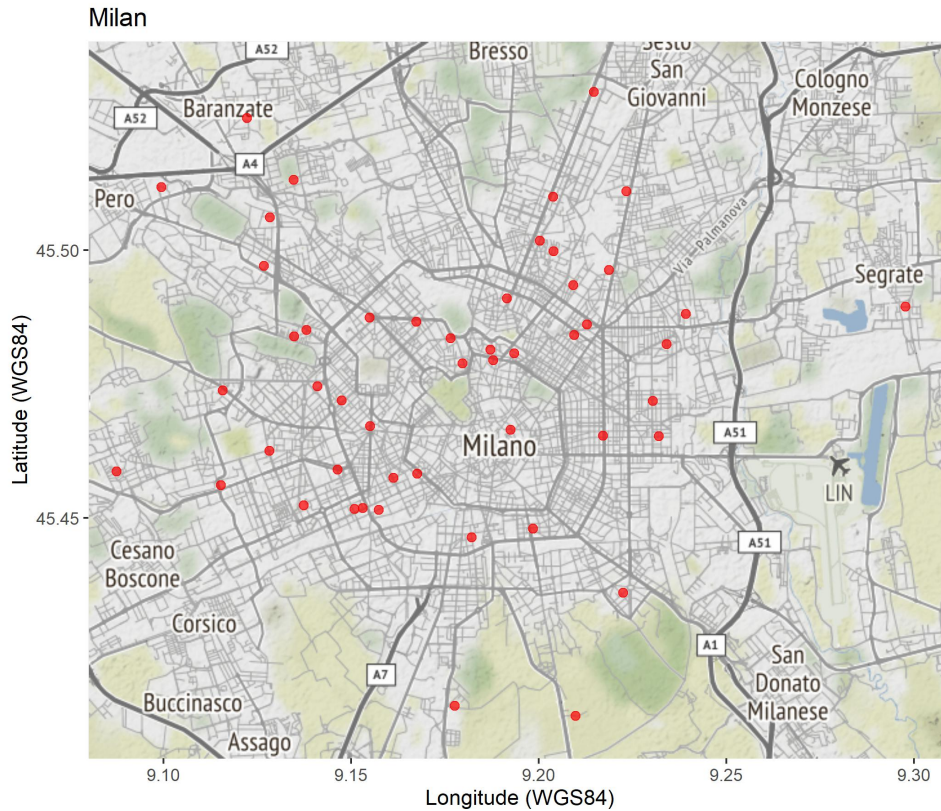 Milan
A52
Bresso
Sesto
San
Giovanni
Cologno
Monzese
Baranzate
A52
A4
Pero
Via Palmanova
Segrate
45.50
Latitude (WGS84)
Milano
A51
LIN
45.45
A51
Cesano
Boscone
Corsico
A1
San
Donato
Milanese
A7
Buccinasco
Assago
9.10
9.15
9.20
9.25
9.30
Longitude (WGS84)